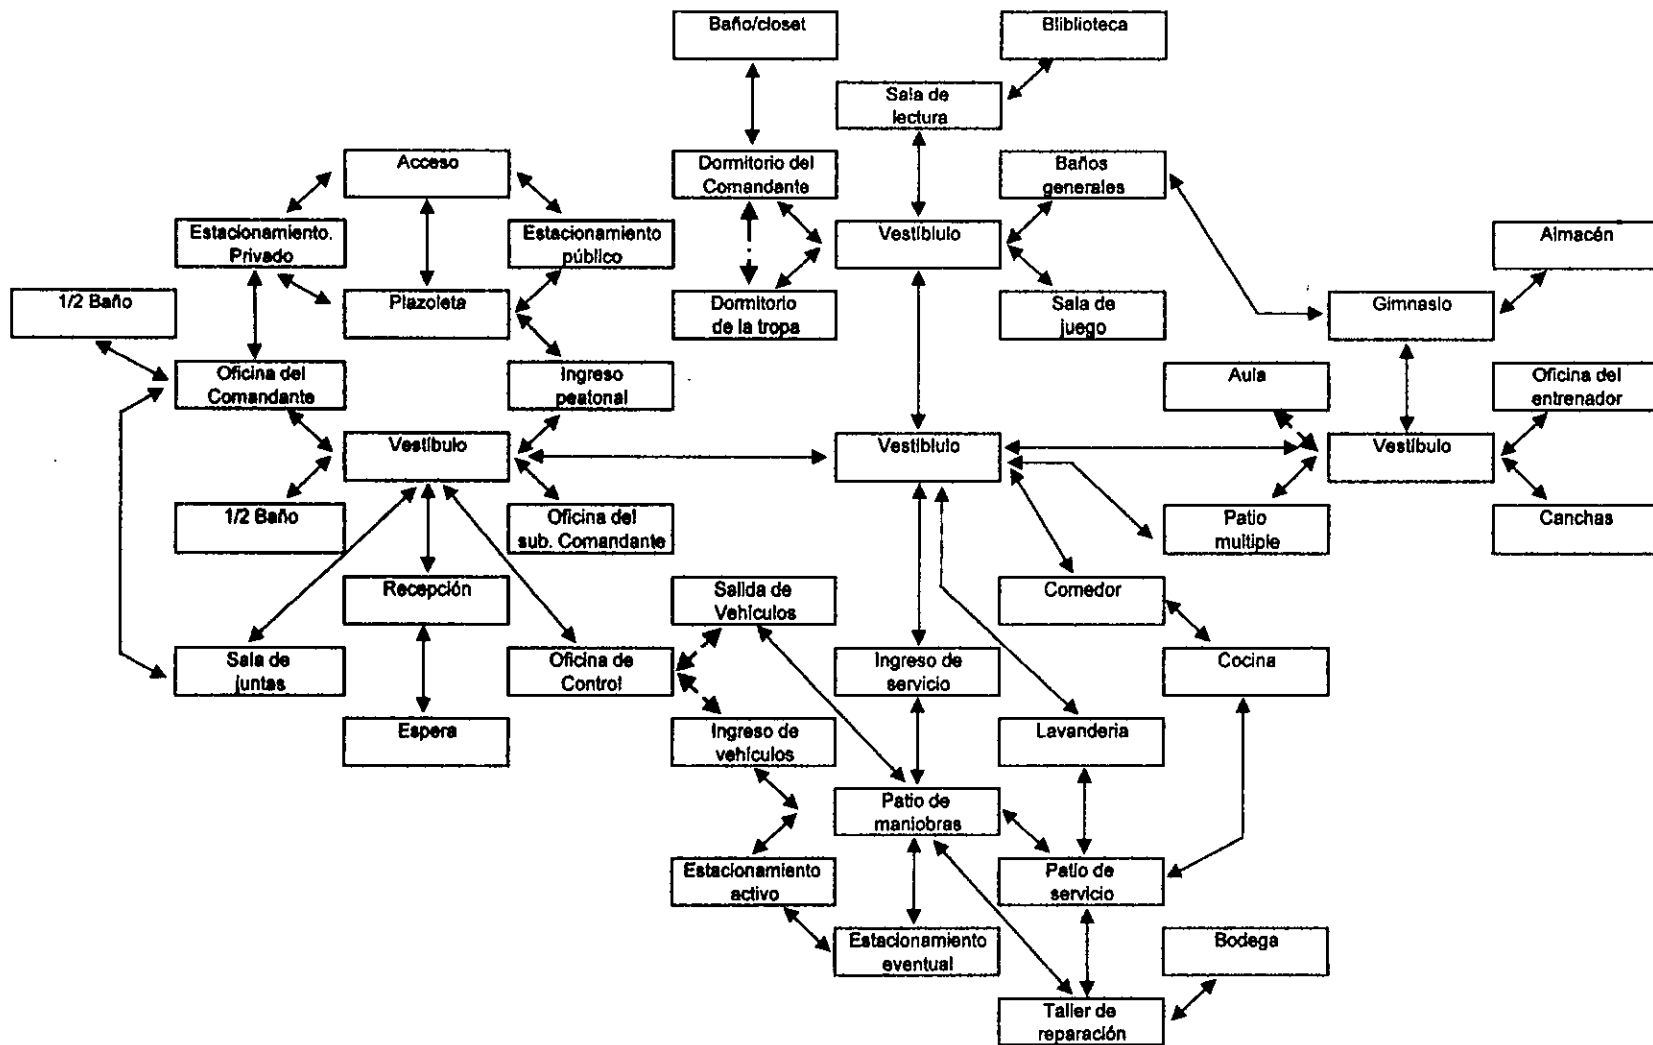 Baño/closet
Bliblioteca
Sala de
lectura
Acceso
Dormitorio del
Comandante
Baños
generales
Estacionamiento.
Privado
Estacionamiento
público
Vestíblulo
Almacén
1/2 Baño
Plazoleta
Dormitorio
de la tropa
Sala de
juego
Gimnasio
Oficina del
Comandante
Ingreso
peatonal
Aula
Oficina del
entrenador
Vestíbulo
Vestíblulo
Vestíbulo
1/2 Baño
Oficina del
sub. Comandante
Patio
multiple
Canchas
Recepción
Salida de
Vehículos
Comedor
Sala de
juntas
Oficina de
Control
Ingreso de
servicio
Cocina
Espera
Ingreso de
vehículos
Lavanderia
Patio de
maniobras
Estacionamiento
activo
Patio de
servicio
Estacionamiento
eventual
Bodega
Taller de
reparación